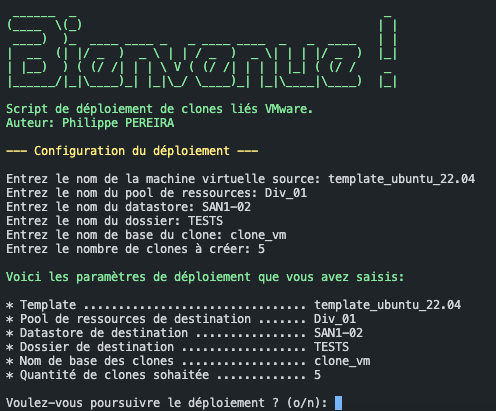 Bienvenue!
Script de déploiement de clones liés VMware.
Auteur: Philippe PEREIRA
--- Configuration du déploiement ---
Entrez le nom de la machine virtuelle source: template_ubuntu_22.04
Entrez le nom du pool de ressources: Div_01
Entrez le nom du datastore: SAN1-02
Entrez le nom du dossier: TESTS
Entrez le nom de base du clone: clone_vm
Entrez le nombre de clones à créer: 5
Voici les paramètres de déploiement que vous avez saisis:
* Template ................................ template_ubuntu_22.04
* Pool de ressources de destination ....... Div_01
* Datastore de destination ................ SAN1-02
* Dossier de destination .................. TESTS
* Nom de base des clones .................. clone_vm
* Quantité de clones sohaitée ............. 5
Voulez-vous poursuivre le déploiement ? (o/n):